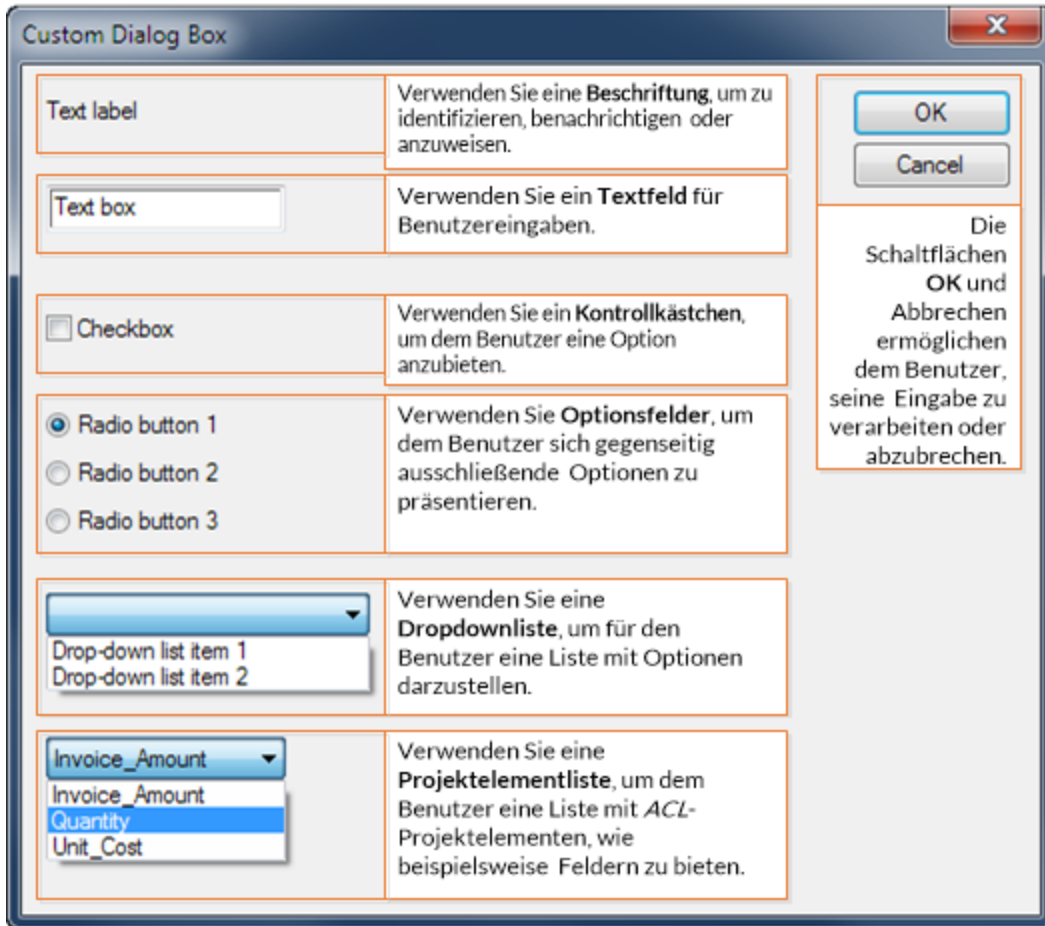 Custom Dialog Box
Text label
Verwenden Sie eine Beschriftung, um zu
identifizieren, benachrichtigen oder
anzuweisen.
OK
Cancel
Text box
Verwenden Sie ein Textfeld für
Benutzereingaben.
Die
Schaltflächen
OK und
Abbrechen
ermöglichen
dem Benutzer,
seine Eingabe zu
verarbeiten oder
abzubrechen.
Checkbox
Verwenden Sie ein Kontrollkästchen,
um dem Benutzer eine Option
anzubieten.
Radio button 1
Radio button 2
Radio button 3
Verwenden Sie Optionsfelder, um
dem Benutzer sich gegenseitig
ausschließende Optionen zu
präsentieren.
Drop-down list item 1
Drop-down list item 2
Verwenden Sie eine
Dropdownliste, um für den
Benutzer eine Liste mit Optionen
darzustellen.
Invoice_Amount
Invoice_Amount
Quantity
Unit_Cost
Verwenden Sie eine
Projektelementliste, um dem
Benutzer eine Liste mit ACL-
Projektelementen, wie
beispielsweise Feldern zu bieten.